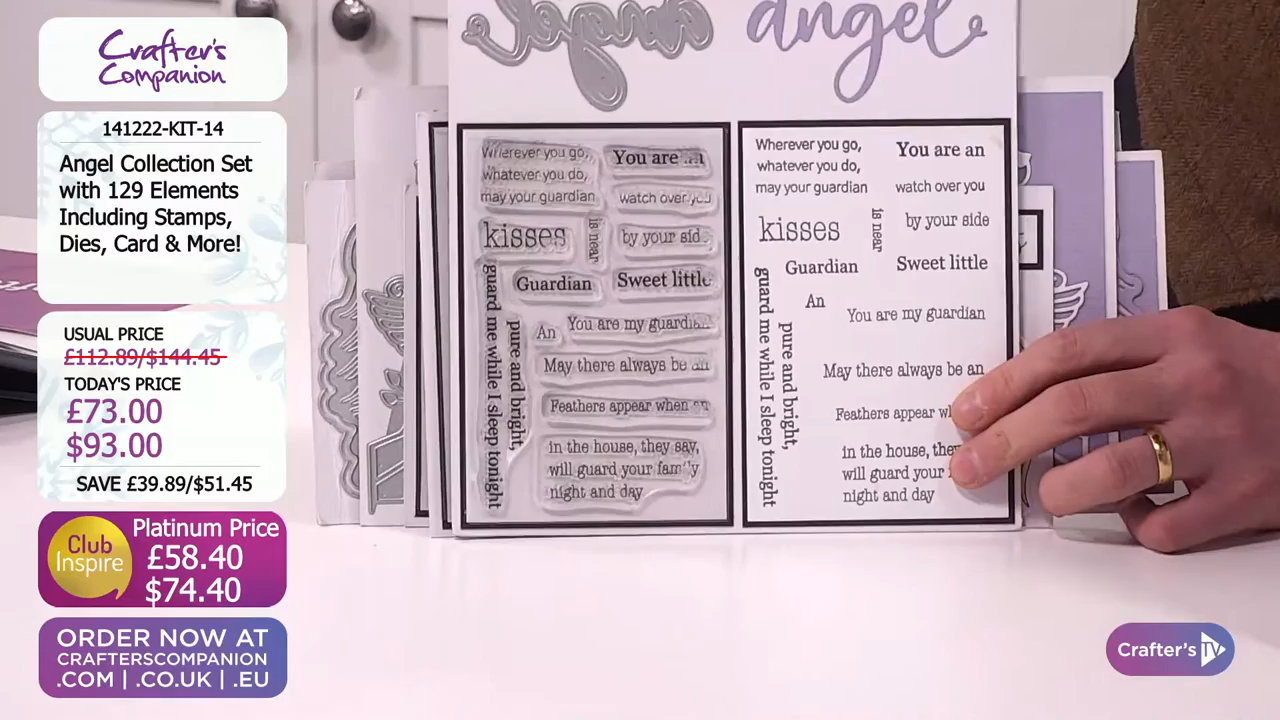 Crafter's
Companion
141222-KIT-14
Angel Collection Set
with 129 Elements
Including Stamps,
Dies, Card & More!
USUAL PRICE
£112.89/$144.45
TODAY'S PRICE
£73.00
$93.00
SAVE £39.89/$51.45
Club
Inspire
Platinum Price
£58.40
$74.40
ORDER NOW AT
CRAFTERSCOMPANION
.COM | .CO.UK | .EU
angel
angel
Wherever you go,
whatever you do,
may your guardian
You are an
watch over you
kisses
is near
by your sid
Guardian
Sweet little
guard me while I sleep tonight
pure and bright,
An
You are my guardian
May there always be an
Feathers appear when an
in the house, they say,
will guard your family
night and day
Wherever you go,
whatever you do,
may your guardian
You are an
watch over you
kisses
is near
by your side
Guardian
Sweet little
guard me while I sleep tonight
pure and bright,
An
You are my guardian
May there always be an
Feathers appear
in the house, they
will guard your
night and day
Crafter's TV